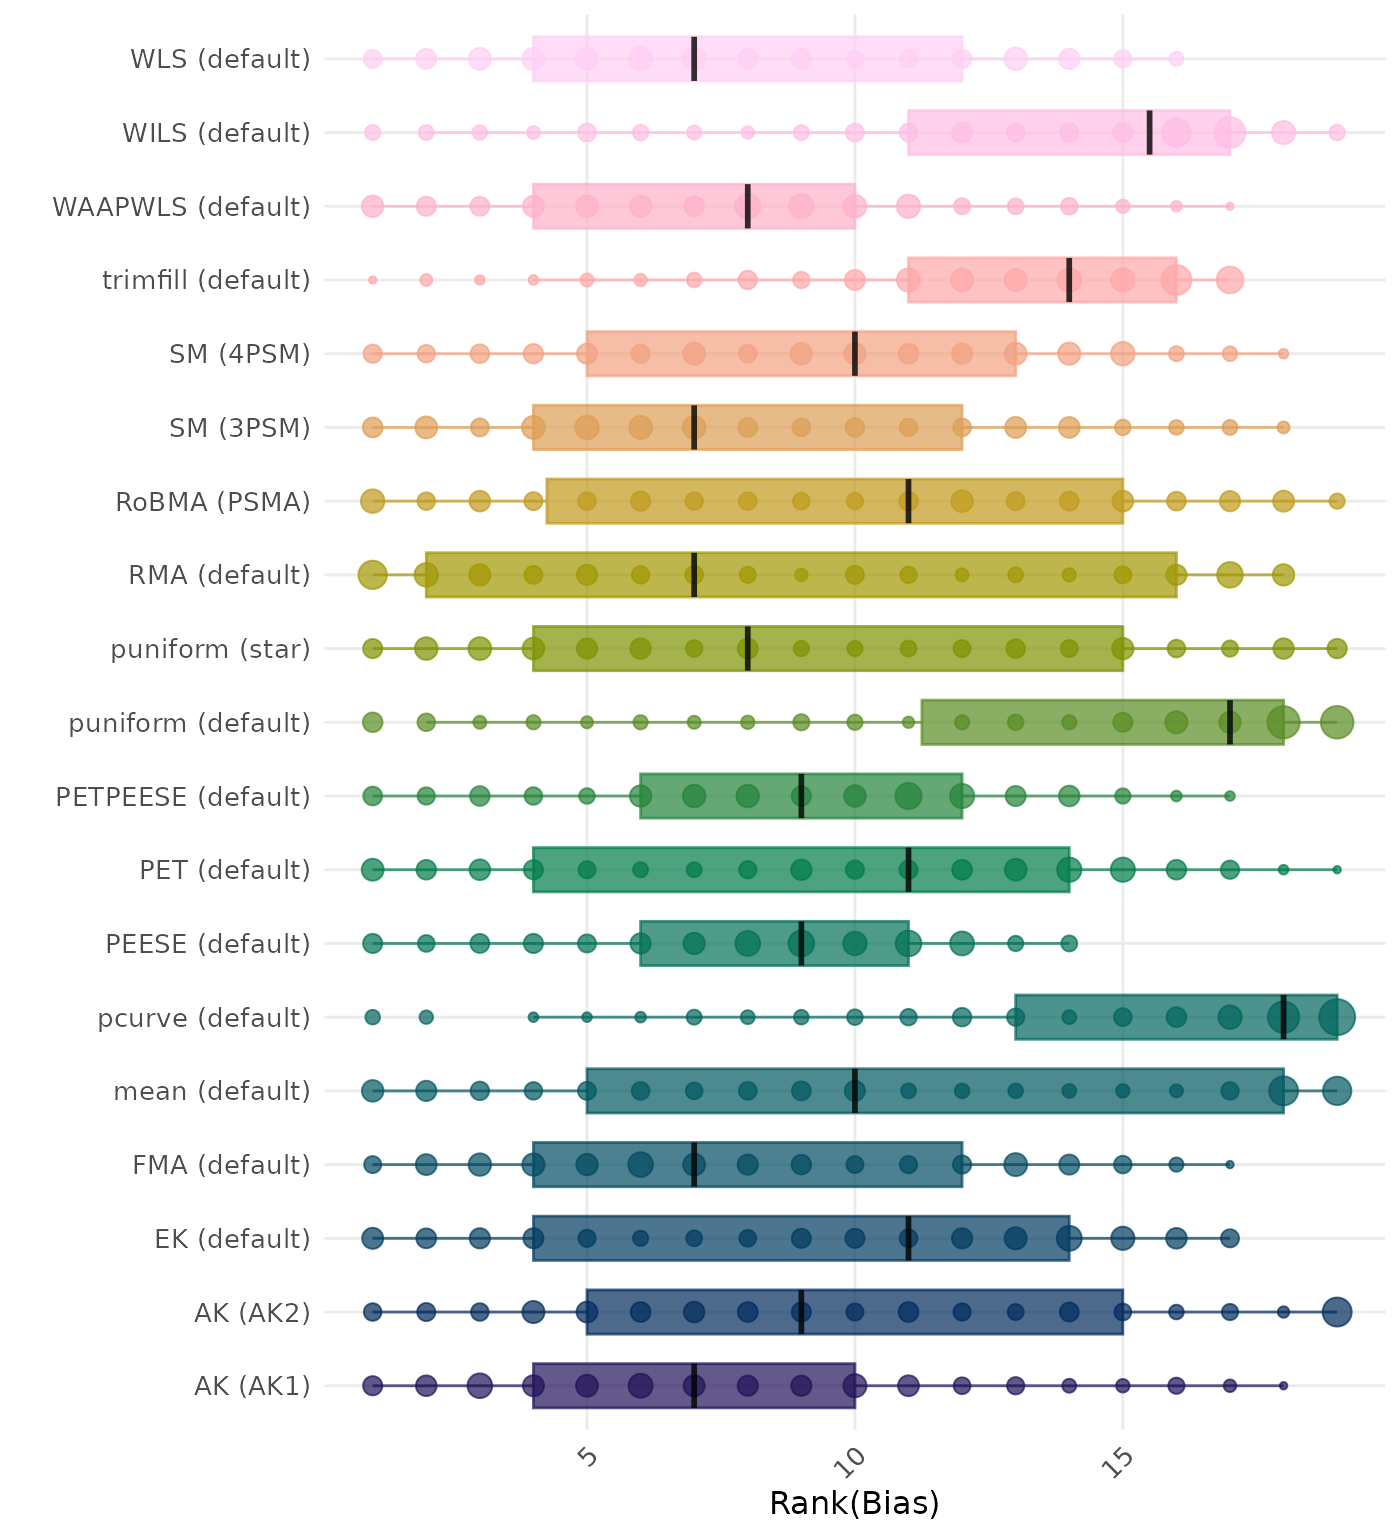 WLS (default)
WILS (default)
WAAPWLS (default)
trimfill (default)
SM (4PSM)
SM (3PSM)
RoBMA (PSMA)
RMA (default)
puniform (star)
puniform (default)
PETPEESE (default)
PET (default)
PEESE (default)
pcurve (default)
mean (default)
FMA (default)
EK (default)
AK (AK2)
AK (AK1)
5 10 15
Rank(Bias)